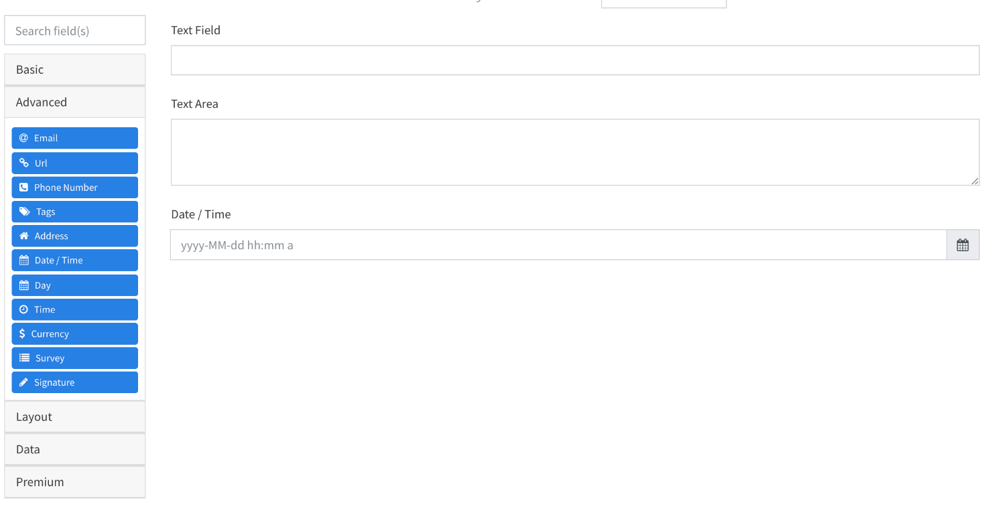 Search field(s)
Basic
Advanced
@ Email
Url
Phone Number
Tags
Address
Date / Time
Day
Time
$ Currency
Survey
Signature
Layout
Data
Premium
Text Field
Text Area
Date / Time
yyyy-MM-dd hh:mm a